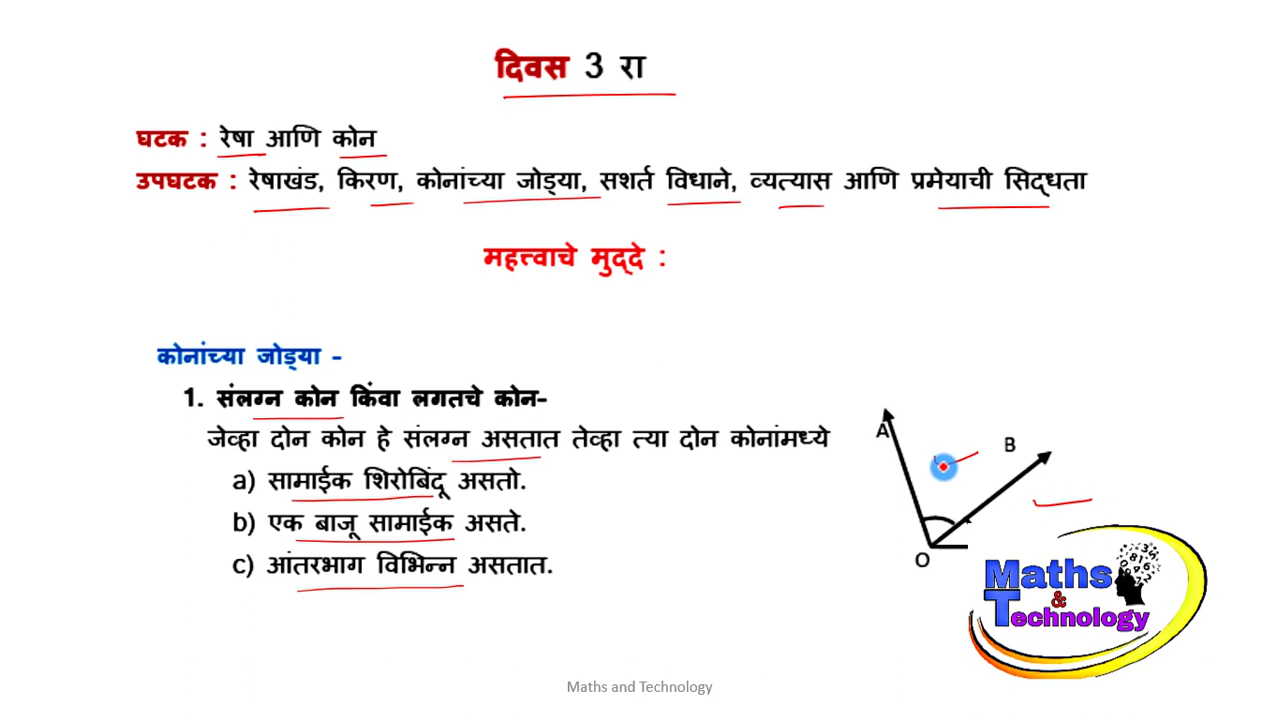 दिवस 3 रा
घटक : रेषा आणि कोन
उपघटक : रेषाखंड, किरण, कोनांच्या जोड्या, सशर्त विधाने, व्यत्यास आणि प्रमेयाची सिद्धता
महत्त्वाचे मुद्दे :
कोनांच्या जोड्या -
1. संलग्न कोन किंवा लगतचे कोन-
जेव्हा दोन कोन हे संलग्न असतात तेव्हा त्या दोन कोनांमध्ये
a) सामाईक शिरोबिंदू असतो.
b) एक बाजू सामाईक असते.
c) आंतरभाग विभिन्न असतात.
A
B
O
Maths
&
Technology
Maths and Technology